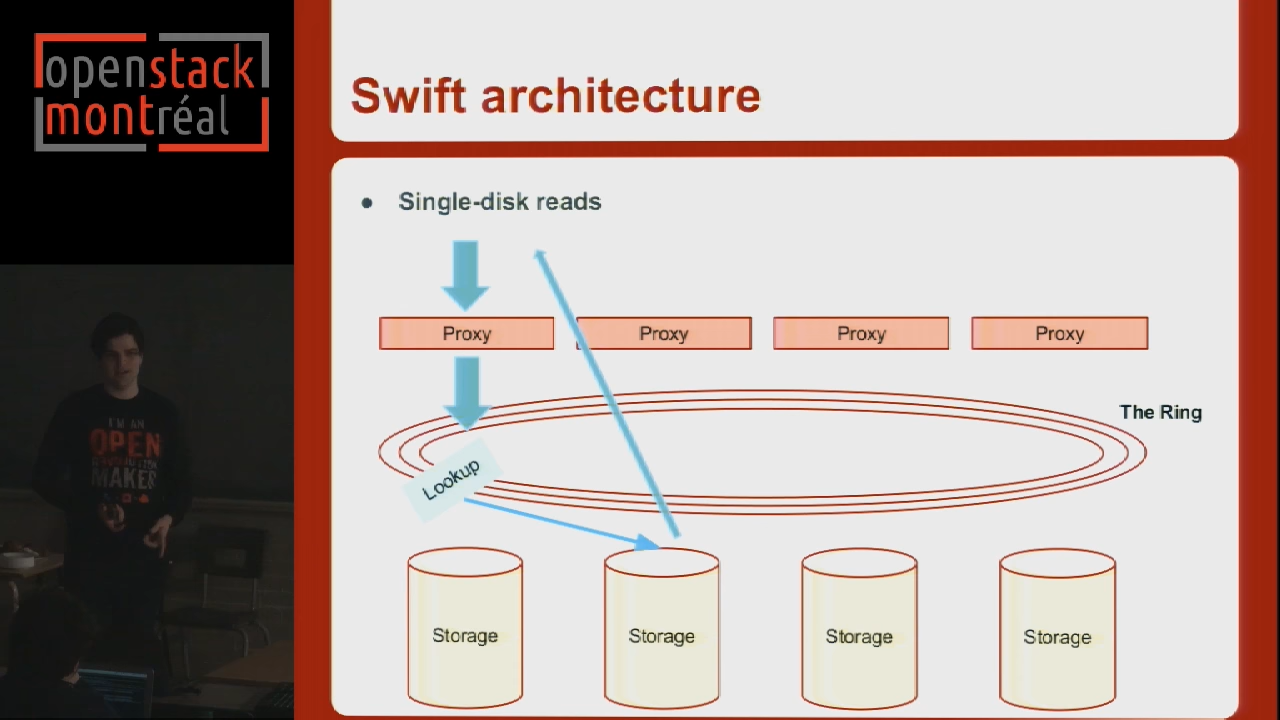 openstack
montréal
Swift architecture
● Single-disk reads
Proxy
Proxy
Proxy
Proxy
The Ring
Lookup
Storage
Storage
Storage
Storage
I'M AN
OPEN
MAKES